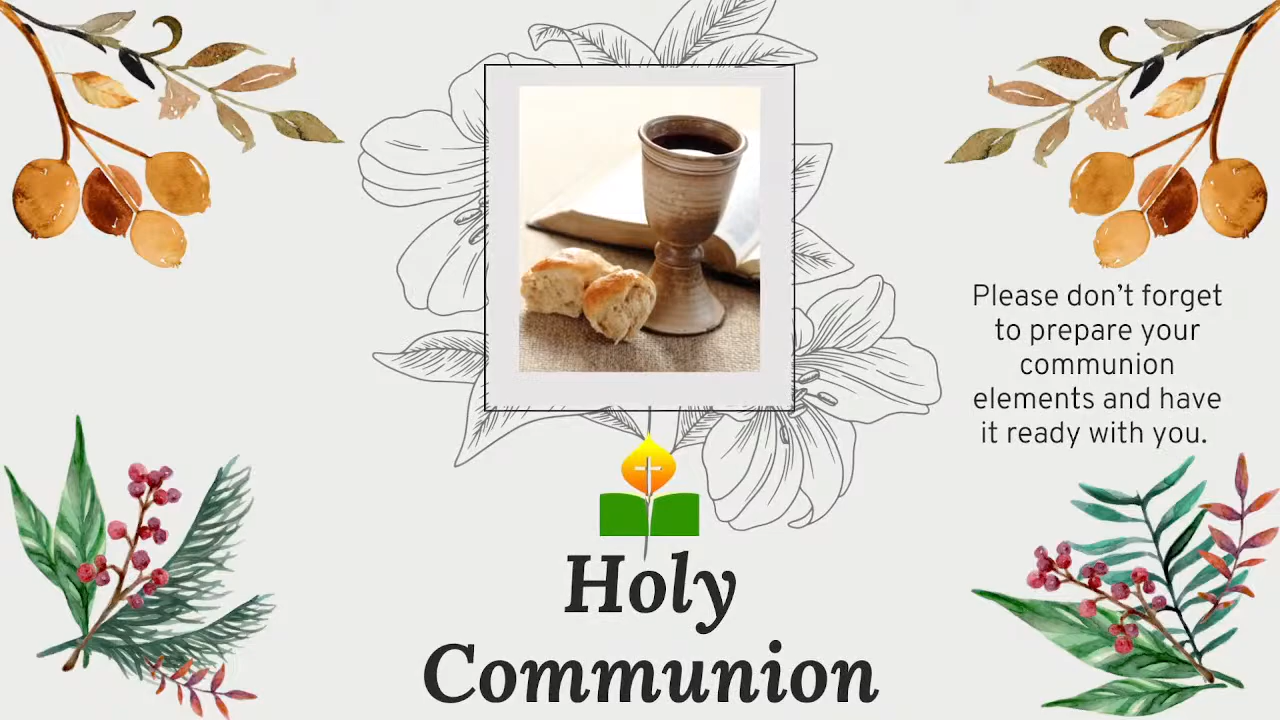 Please don’t forget
to prepare your
communion
elements and have
it ready with you.
Holy
Communion